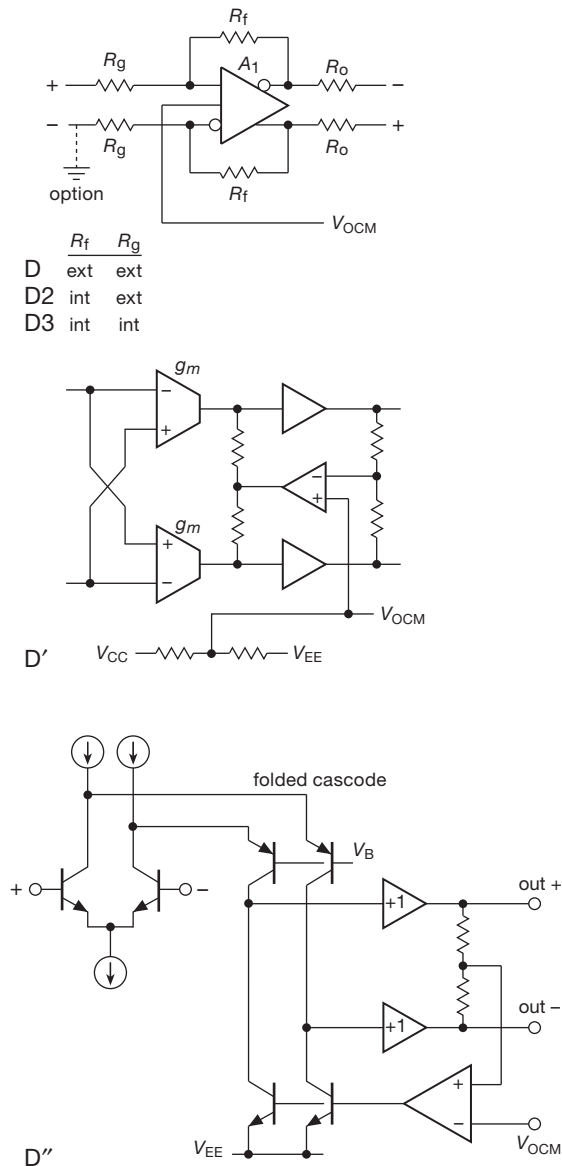 Rf
Rg A1 Ro
+ −
− +
Rg Ro
option Rf
VOCM
Rf Rg
D ext ext
D2 int ext
D3 int int
gm
−
+
−
+
gm
+
−
VOCM
VCC VEE
D′
folded cascode
VB
+ − out +
+1
+1 out −
+
−
VEE VOCM
D″